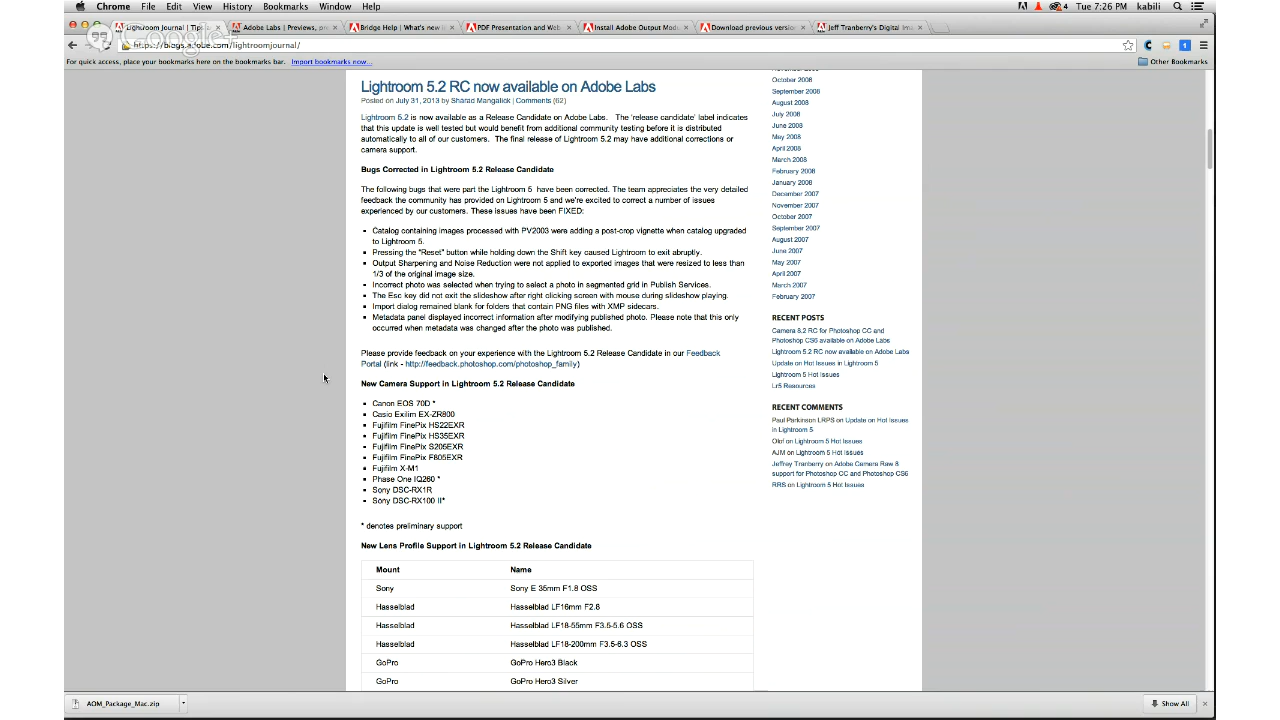 Chrome File Edit View History Bookmarks Window Help
4 Tue 7:26 PM kabili
Lightroom Journal | Tips
Adobe Labs | Previews, pr
Bridge Help | What's new i
PDF Presentation and Web
Install Adobe Output Mod
Download previous version
Jeff Tranberry's Digital Im
Google+
https://blogs.adobe.com/lightroomjournal/
For quick access, place your bookmarks here on the bookmarks bar. Import bookmarks now...
Other Bookmarks
Lightroom 5.2 RC now available on Adobe Labs
Posted on July 31, 2013 by Sharad Mangalick | Comments (62)
Lightroom 5.2 is now available as a Release Candidate on Adobe Labs. The 'release candidate' label indicates
that this update is well tested but would benefit from additional community testing before it is distributed
automatically to all of our customers. The final release of Lightroom 5.2 may have additional corrections or
camera support.
Bugs Corrected in Lightroom 5.2 Release Candidate
The following bugs that were part the Lightroom 5 have been corrected. The team appreciates the very detailed
feedback the community has provided on Lightroom 5 and we're excited to correct a number of issues
experienced by our customers. These issues have been FIXED:
Catalog containing images processed with PV2003 were adding a post-crop vignette when catalog upgraded
to Lightroom 5.
Pressing the "Reset" button while holding down the Shift key caused Lightroom to exit abruptly.
Output Sharpening and Noise Reduction were not applied to exported images that were resized to less than
1/3 of the original image size.
Incorrect photo was selected when trying to select a photo in segmented grid in Publish Services.
The Esc key did not exit the slideshow after right clicking screen with mouse during slideshow playing.
Import dialog remained blank for folders that contain PNG files with XMP sidecars.
Metadata panel displayed incorrect information after modifying published photo. Please note that this only
occurred when metadata was changed after the photo was published.
Please provide feedback on your experience with the Lightroom 5.2 Release Candidate in our Feedback
Portal (link - http://feedback.photoshop.com/photoshop_family)
New Camera Support in Lightroom 5.2 Release Candidate
Canon EOS 70D *
Casio Exilim EX-ZR800
Fujifilm FinePix HS22EXR
Fujifilm FinePix HS35EXR
Fujifilm FinePix S205EXR
Fujifilm FinePix F805EXR
Fujifilm X-M1
Phase One IQ260 *
Sony DSC-RX1R
Sony DSC-RX100 II*
* denotes preliminary support
New Lens Profile Support in Lightroom 5.2 Release Candidate
Mount Name
Sony Sony E 35mm F1.8 OSS
Hasselblad Hasselblad LF16mm F2.8
Hasselblad Hasselblad LF18-55mm F3.5-5.6 OSS
Hasselblad Hasselblad LF18-200mm F3.5-6.3 OSS
GoPro GoPro Hero3 Black
GoPro GoPro Hero3 Silver
October 2008
September 2008
August 2008
July 2008
June 2008
May 2008
April 2008
March 2008
February 2008
January 2008
December 2007
November 2007
October 2007
September 2007
August 2007
June 2007
May 2007
April 2007
March 2007
February 2007
RECENT POSTS
Camera 8.2 RC for Photoshop CC and
Photoshop CS6 available on Adobe Labs
Lightroom 5.2 RC now available on Adobe Labs
Update on Hot Issues in Lightroom 5
Lightroom 5 Hot Issues
Lr5 Resources
RECENT COMMENTS
Paul Parkinson LRPS on Update on Hot Issues
in Lightroom 5
Olof on Lightroom 5 Hot Issues
AJM on Lightroom 5 Hot Issues
Jeffrey Tranberry on Adobe Camera Raw 8
support for Photoshop CC and Photoshop CS6
RRS on Lightroom 5 Hot Issues
AOM_Package_Mac.zip
Show All